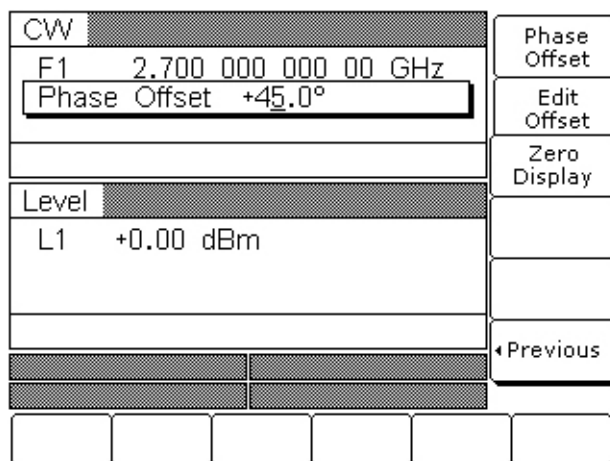 CW
F1 2.700 000 000 00 GHz
Phase Offset +45.0°
Level
L1 +0.00 dBm
Phase
Offset
Edit
Offset
Zero
Display
◂Previous